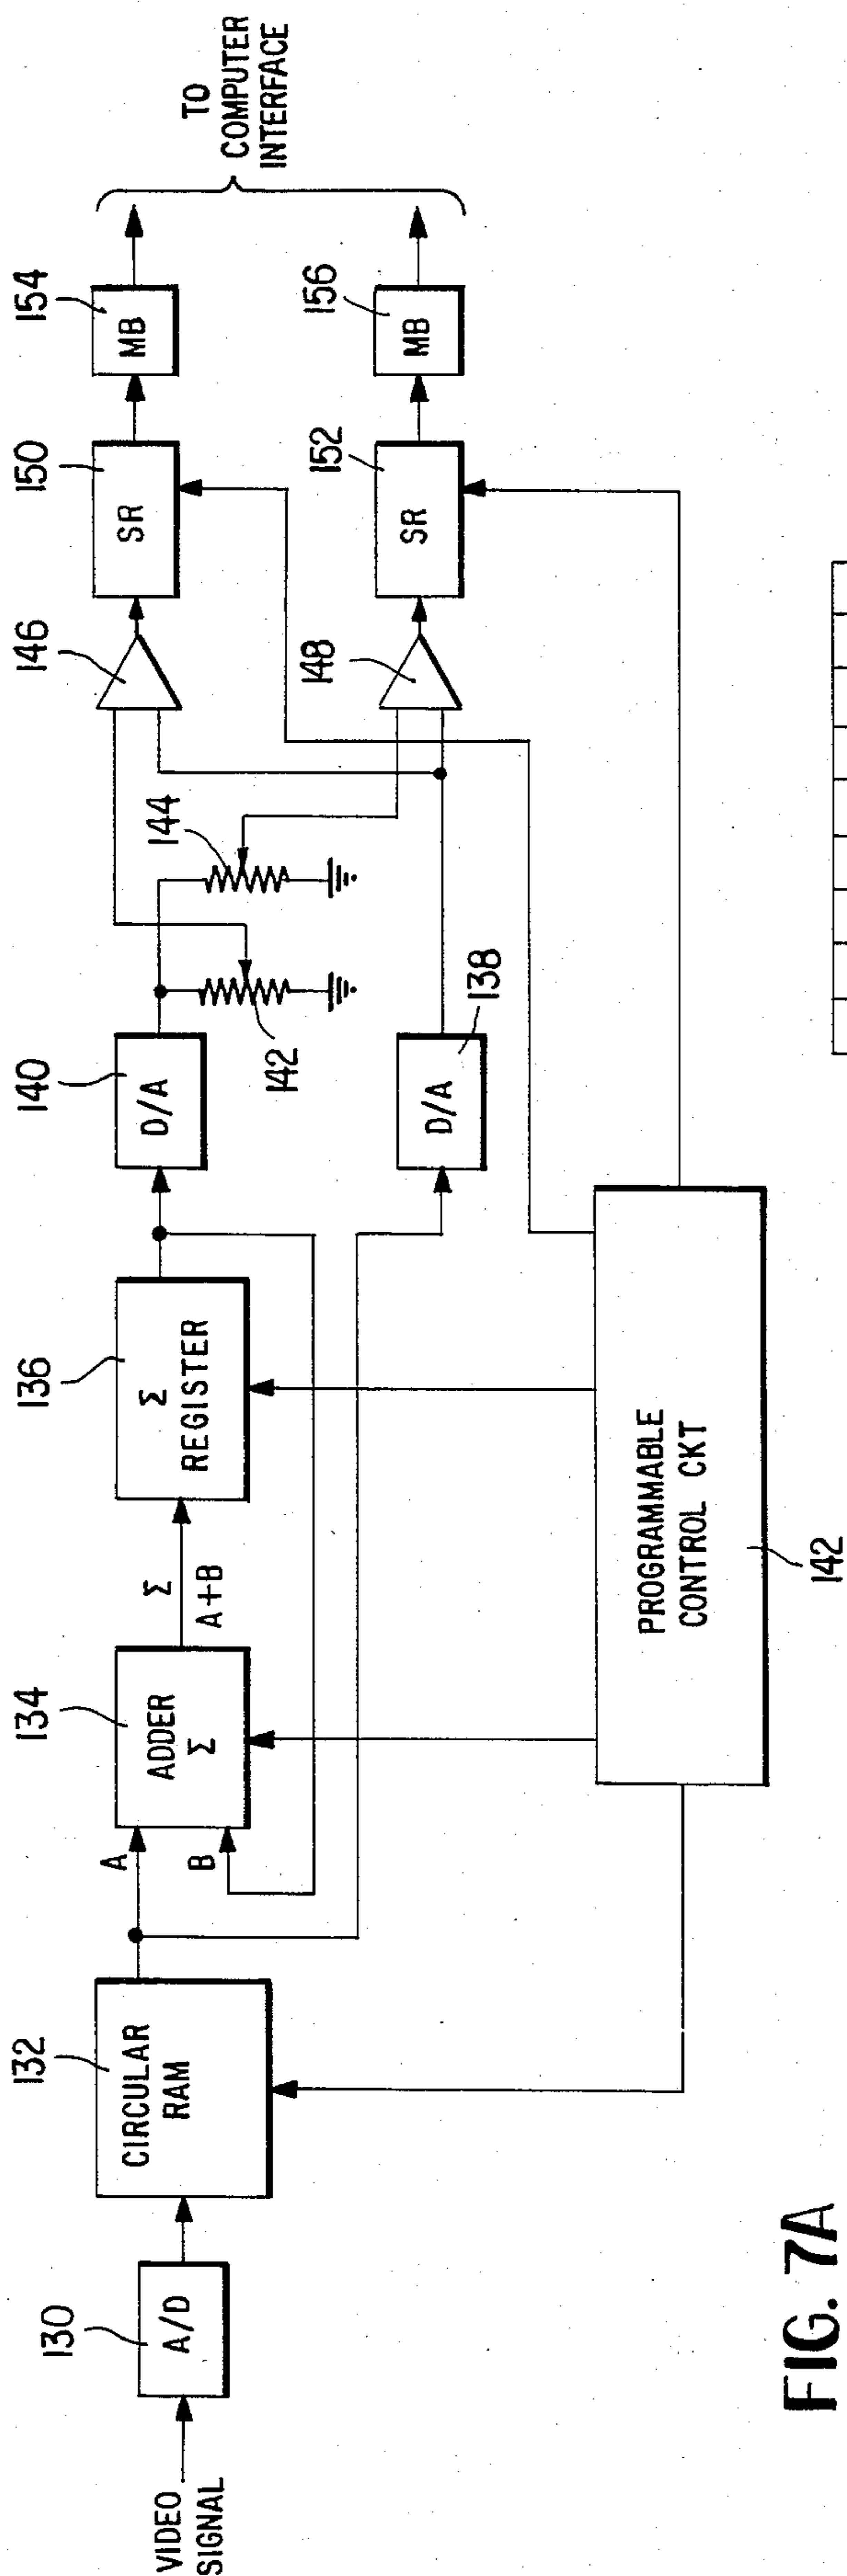 VIDEO
SIGNAL
130
A/D
132
CIRCULAR
RAM
A
B
134
ADDER
Σ
Σ
A+B
136
Σ
REGISTER
140
D/A
138
D/A
142
144
146
148
150
SR
152
SR
154
MB
156
MB
TO
COMPUTER
INTERFACE
PROGRAMMABLE
CONTROL CKT
142
FIG. 7A